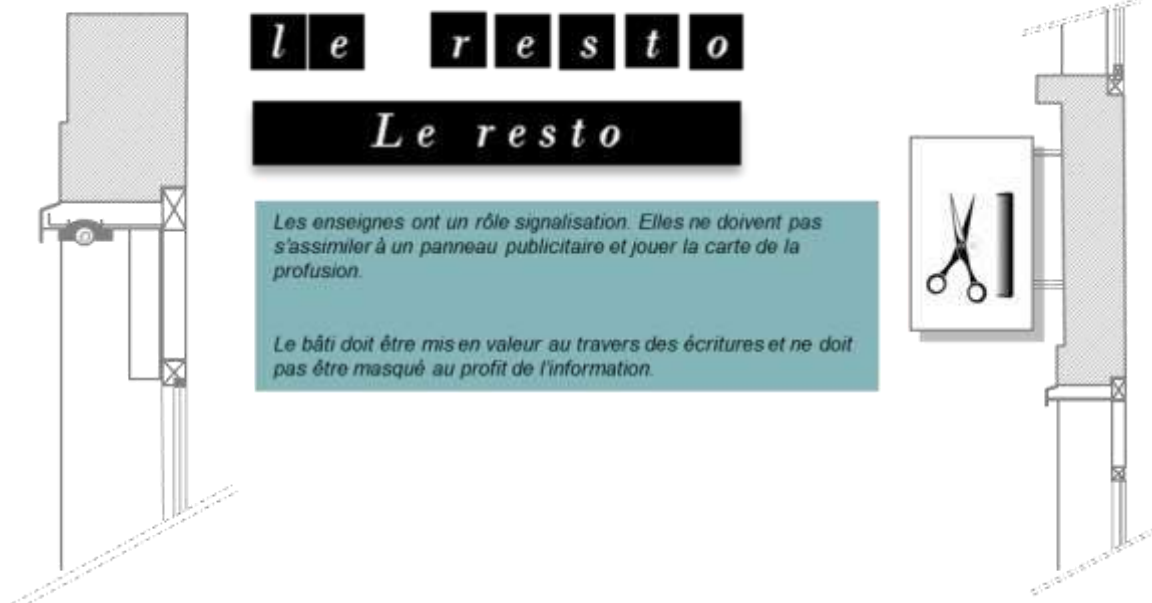 le resto
Le resto
Les enseignes ont un rôle signalisation. Elles ne doivent pas
s'assimiler à un panneau publicitaire et jouer la carte de la
profusion.
Le bâti doit être mis en valeur au travers des écritures et ne doit
pas être masqué au profit de l'information.